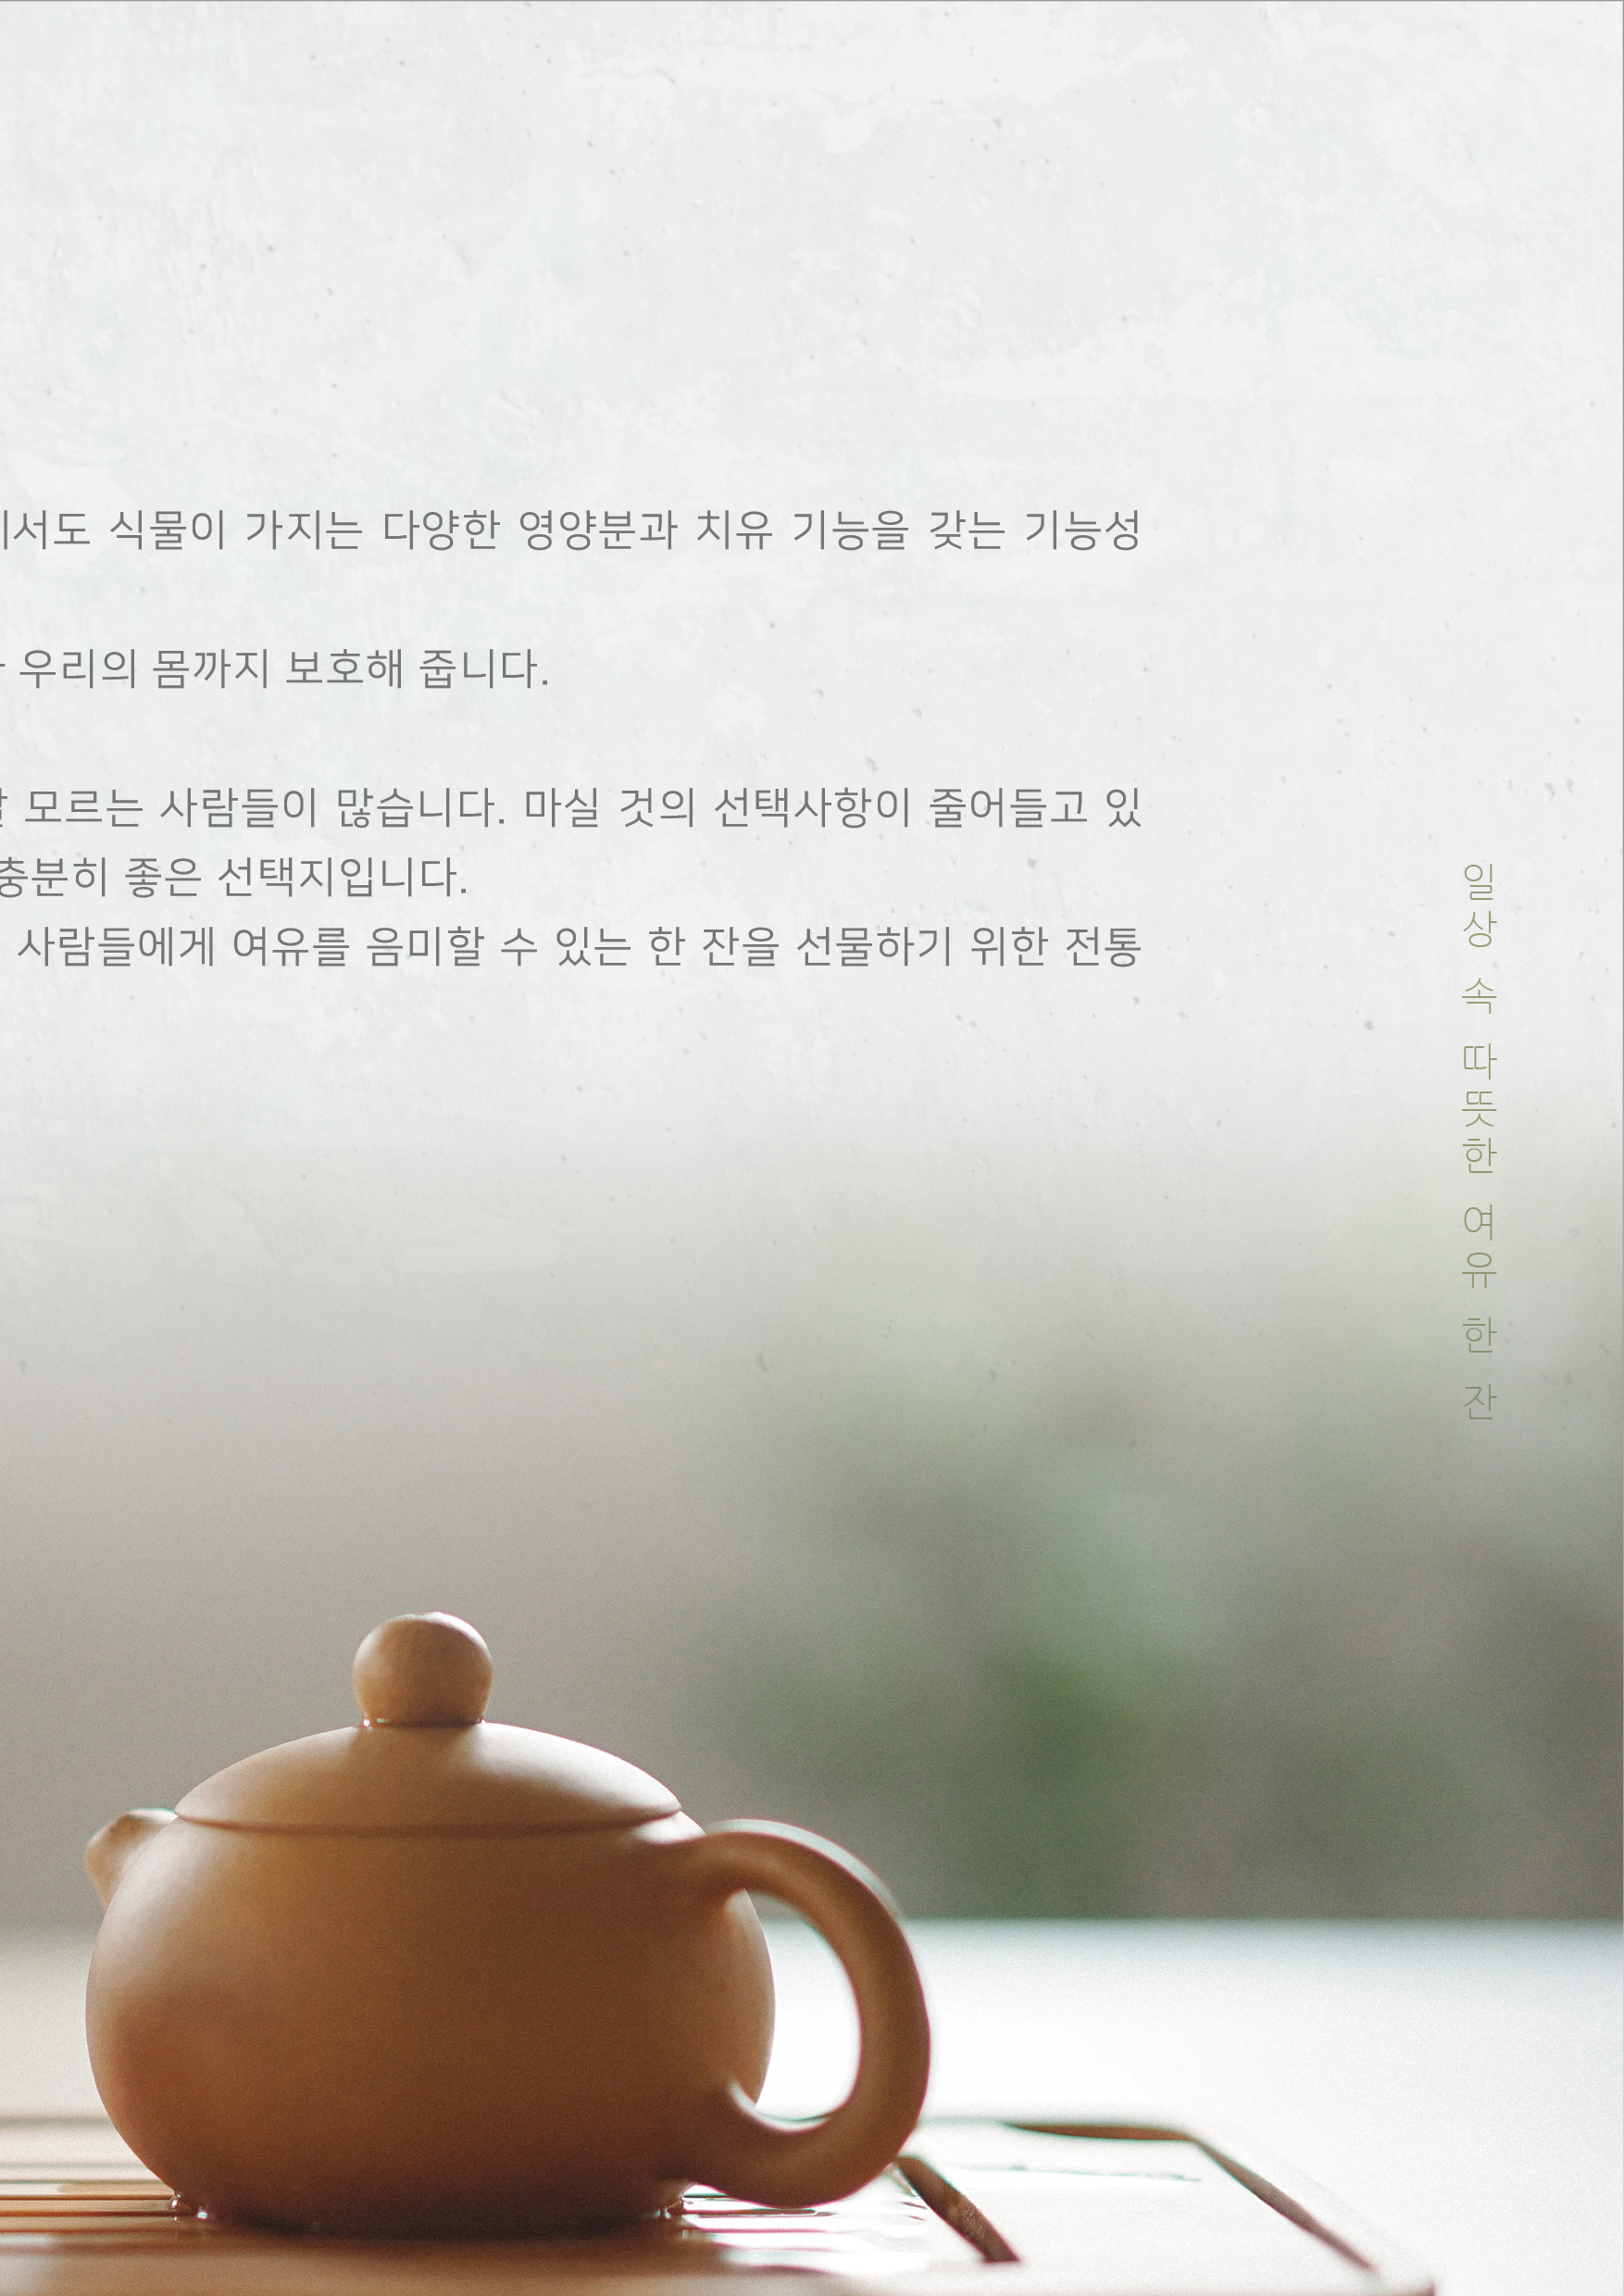 서도 식물이 가지는 다양한 영양분과 치유 기능을 갖는 기능성
우리의 몸까지 보호해 줍니다.
모르는 사람들이 많습니다. 마실 것의 선택사항이 줄어들고 있
충분히 좋은 선택지입니다.
사람들에게 여유를 음미할 수 있는 한 잔을 선물하기 위한 전통
일상 속 따뜻한 여유 한 잔